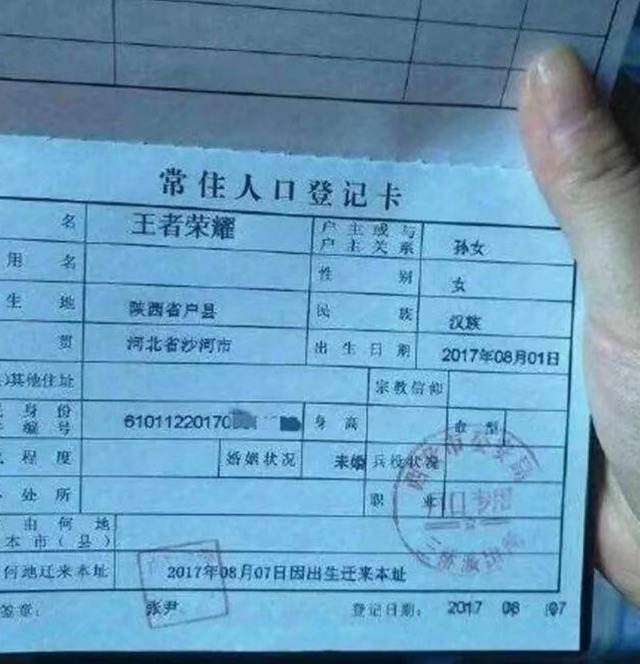 常住人口登记卡
名 王者荣耀 户主或与户主关系 孙女
用名 性别 女
生地 陕西省户县 民族 汉族
贯 河北省沙河市 出生日期 2017年08月01日
其他住址 宗教信仰
身份 61011220170 身高 血型
编号
程度 婚姻状况 未婚 兵役状况
处所 职业
由何地
本市(县)
何地迁来本址 2017年08月07日因出生迁来本址
签章: 张尹 登记日期: 2017 08 07